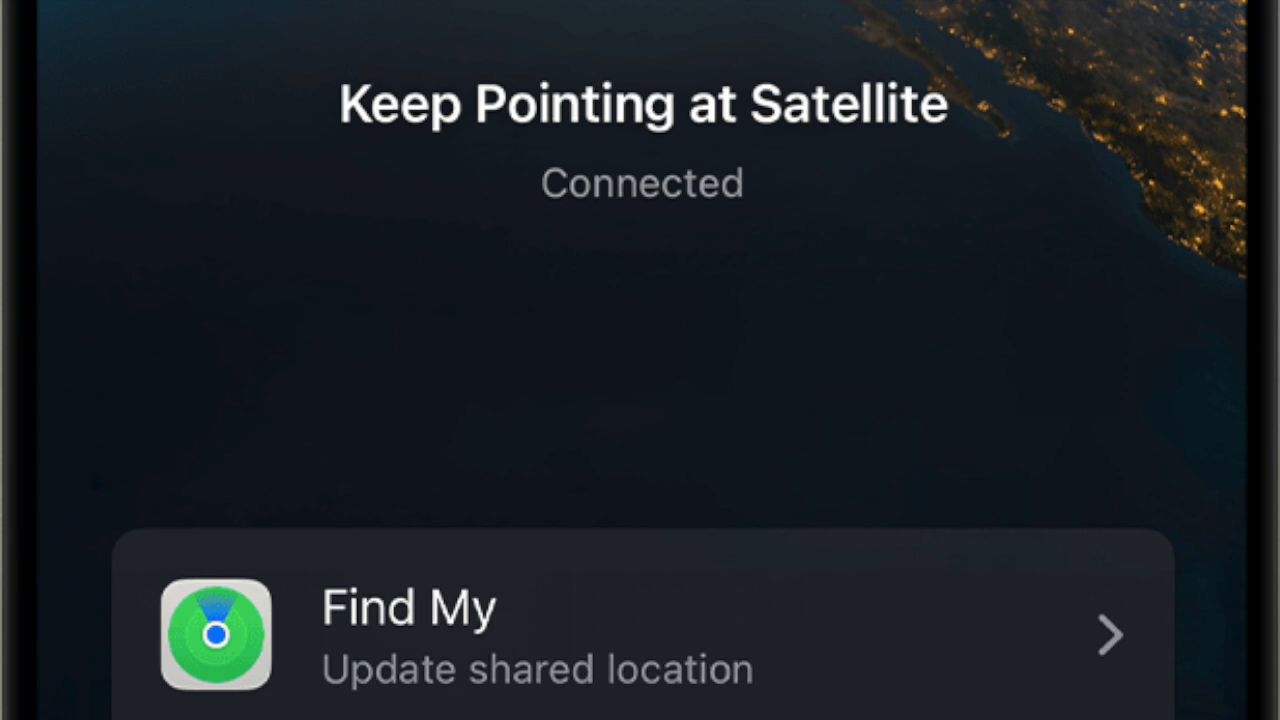 Keep Pointing at Satellite
Connected
Find My
Update shared location